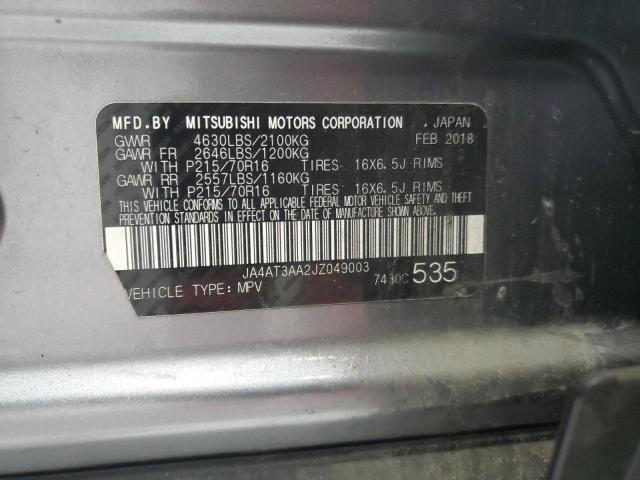 MFD.BY MITSUBISHI MOTORS CORPORATION . JAPAN
GVWR 4630LBS/2100KG FEB 2018
GAWR FR 2646LBS/1200KG
WITH P215/70R16 TIRES· 16X6.5J RIMS
GAWR RR 2557LBS/1160KG
WITH P215/70R16 TIRES 16X6.5J RIMS
THIS VEHICLE CONFORMS TO ALL APPLICABLE FEDERAL MOTOR VEHICLE SAFETY AND THEFT
PREVENTION STANDARDS IN EFFECT ON THE DATE OF MANUFACTURE SHOWN ABOVE.
JA4AT3AA2JZ049003
VEHICLE TYPE: MPV 535